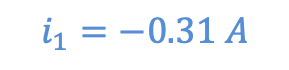 i₁ = −0.31 A